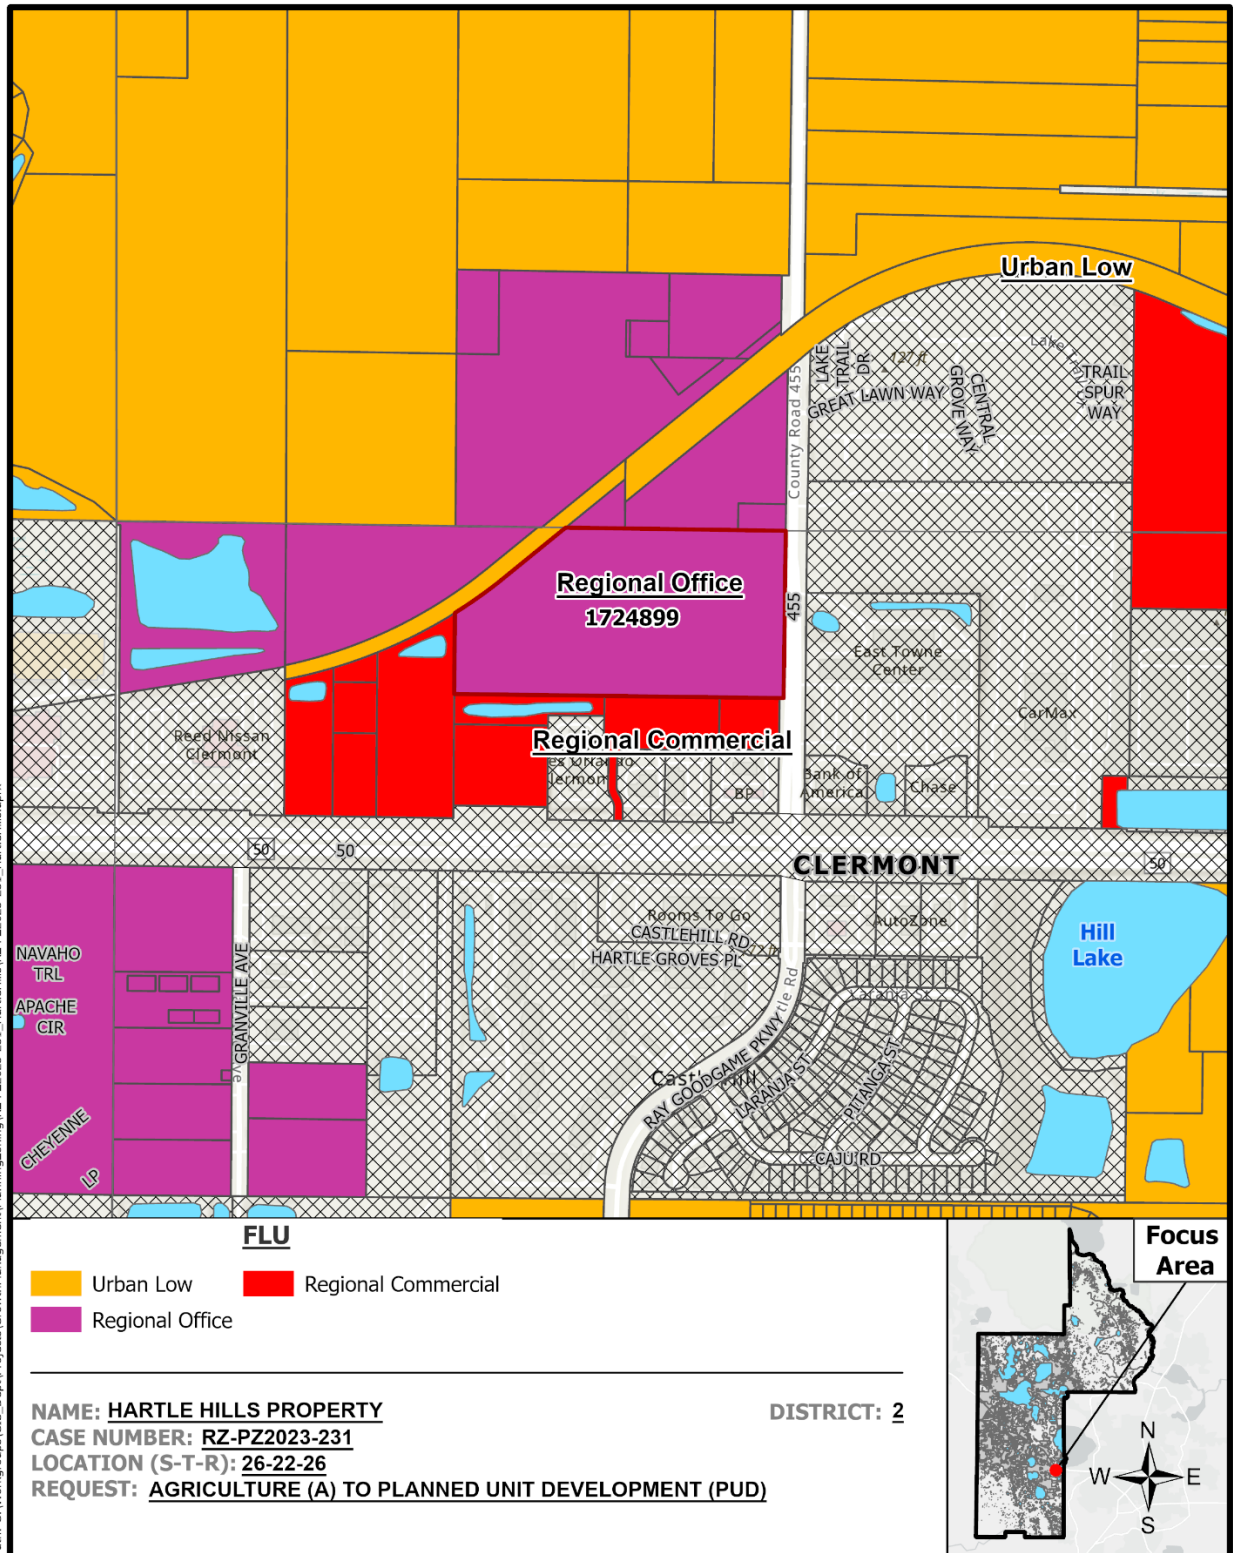 Urban Low
LAKE
TRAIL
DR
127 ft
GREAT LAWN WAY
CENTRAL
GROVE WAY
TRAIL
SPUR
WAY
County Road 455
Regional Office
1724899
455
East Towne
Center
CarMax
Reed Nissan
Clermont
Regional Commercial
BP
Bank of
America
Chase
50
50
CLERMONT
50
Rooms To Go
CASTLEHILL RD
HARTLE GROVES PL
AutoZone
Hill
Lake
NAVAHO
TRL
APACHE
CIR
GRANVILLE AVE
CHEYENNE
LP
RAY GOODGAME PKWY
LARANJA ST
PITANGA ST
CAJU RD
FLU
Urban Low
Regional Commercial
Regional Office
Focus
Area
N
W E
S
NAME: HARTLE HILLS PROPERTY
DISTRICT: 2
CASE NUMBER: RZ-PZ2023-231
LOCATION (S-T-R): 26-22-26
REQUEST: AGRICULTURE (A) TO PLANNED UNIT DEVELOPMENT (PUD)